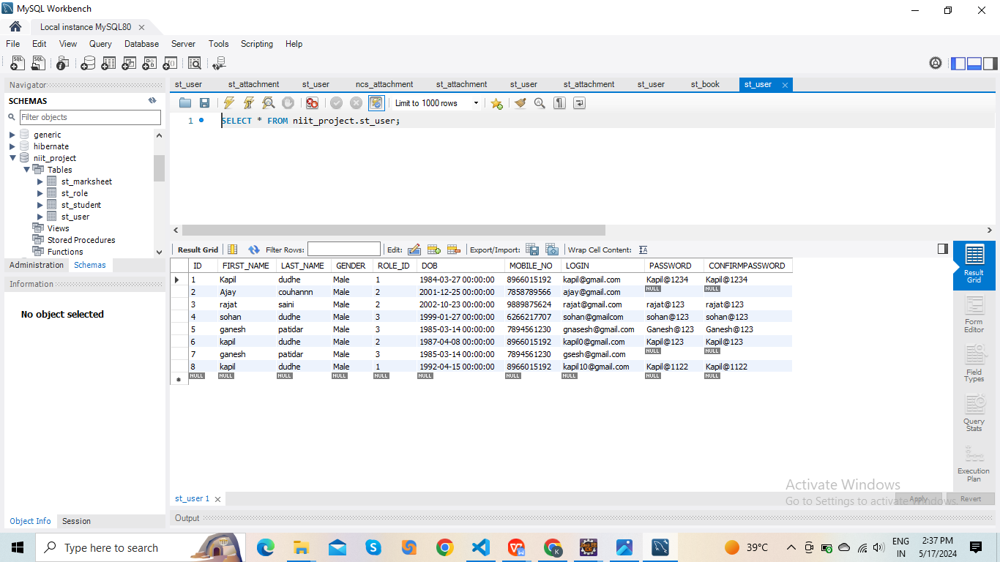 MySQL Workbench
Local instance MySQL80
File Edit View Query Database Server Tools Scripting Help
Navigator
SCHEMAS
Filter objects
generic
hibernate
niit_project
Tables
st_marksheet
st_role
st_student
st_user
Views
Stored Procedures
Functions
Administration Schemas
Information
No object selected
Object Info Session
st_user st_attachment st_user ncs_attachment st_attachment st_user st_attachment st_user st_book st_user
Limit to 1000 rows
1 SELECT * FROM niit_project.st_user;
Result Grid Filter Rows: Edit: Export/Import: Wrap Cell Content:
ID FIRST_NAME LAST_NAME GENDER ROLE_ID DOB MOBILE_NO LOGIN PASSWORD CONFIRMPASSWORD
1 Kapil dudhe Male 1 1984-03-27 00:00:00 8966015192 kapil@gmail.com Kapil@1234 Kapil@1234
2 Ajay couhannn Male 2 2001-12-25 00:00:00 7858789566 ajay@gmail.com NULL NULL
3 rajat saini Male 2 2002-10-23 00:00:00 9889875624 rajat@gmail.com rajat@123 rajat@123
4 sohan dudhe Male 3 1999-01-27 00:00:00 6266217707 sohan@gmailcom sohan@123 sohan@123
5 ganesh patidar Male 3 1985-03-14 00:00:00 7894561230 gnasesh@gmail.com Ganesh@123 Ganesh@123
6 kapil dudhe Male 2 1987-04-08 00:00:00 8966015192 kapil0@gmail.com Kapil@123 Kapil@123
7 ganesh patidar Male 3 1985-03-14 00:00:00 7894561230 gsesh@gmail.com NULL NULL
8 kapil dudhe Male 1 1992-04-15 00:00:00 8966015192 kapil10@gmail.com Kapil@1122 Kapil@1122
NULL NULL NULL NULL NULL NULL NULL NULL NULL NULL
Result
Grid
Form
Editor
Field
Types
Query
Stats
Execution
Plan
Activate Windows
Go to Settings to activate Windows.
Apply Revert
st_user 1
Output
Type here to search
39°C
ENG
IN
2:37 PM
5/17/2024